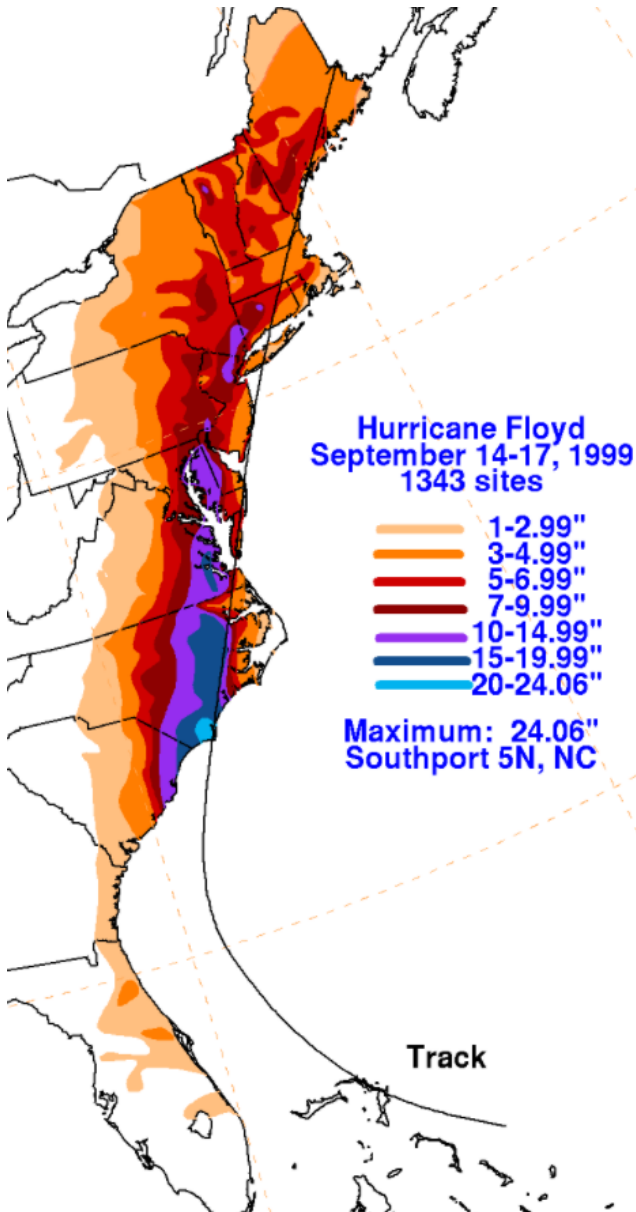 Hurricane Floyd
September 14-17, 1999
1343 sites
1-2.99"
3-4.99"
5-6.99"
7-9.99"
10-14.99"
15-19.99"
20-24.06"
Maximum: 24.06"
Southport 5N, NC
Track